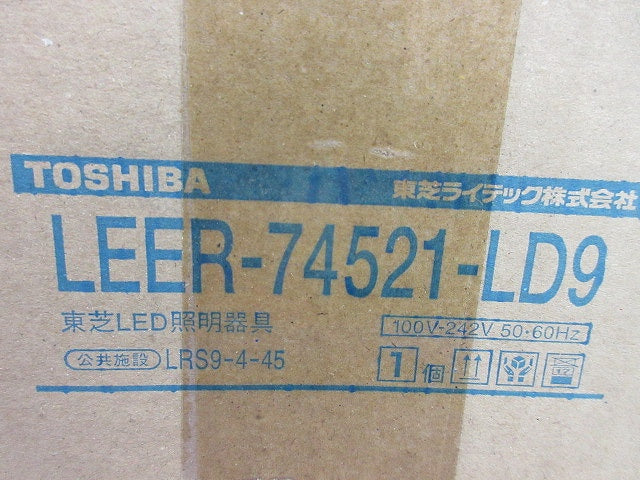 TOSHIBA 東芝ライテック株式会社
LEER-74521-LD9
東芝LED照明器具 100V-242V 50・60Hz
公共施設 LRS9-4-45 1 個